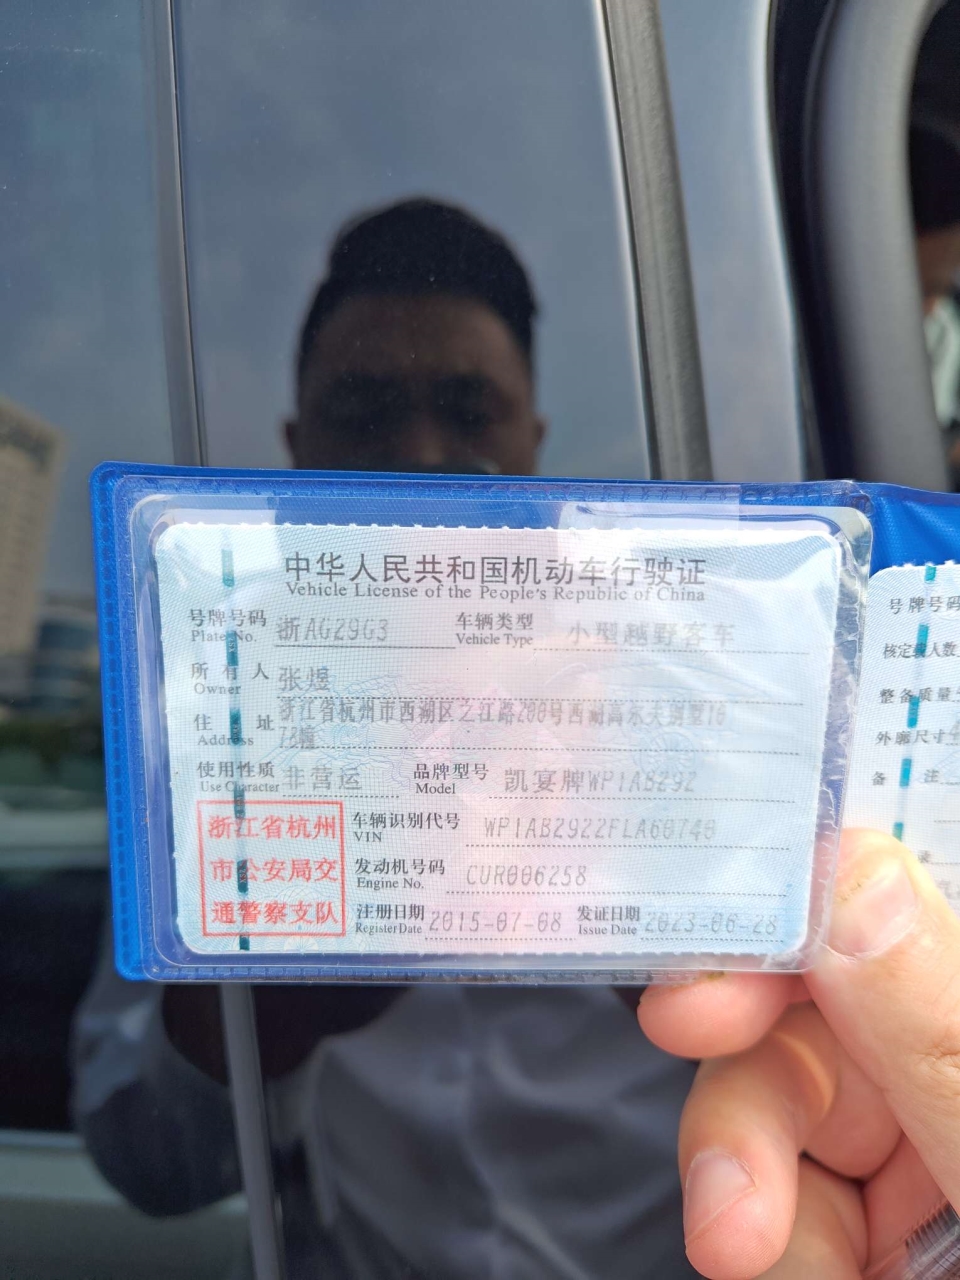 中华人民共和国机动车行驶证
Vehicle License of the People's Republic of China
号牌号码 浙AG29G3 车辆类型 小型越野客车
Plate No. Vehicle Type
所有人 张煜
Owner
住址 浙江省杭州市西湖区之江路200号西湖高尔夫别墅16
Address 78幢
使用性质 非营运 品牌型号 凯宴牌WP1AB292
Use Character Model
浙江省杭州
市公安局交
通警察支队
车辆识别代号 WP1AB2922FLA60740
VIN
发动机号码 CUR006258
Engine No.
注册日期 2015-07-08 发证日期 2023-06-28
Register Date Issue Date
号牌号码
核定载人数
整备质量
外廓尺寸
备注